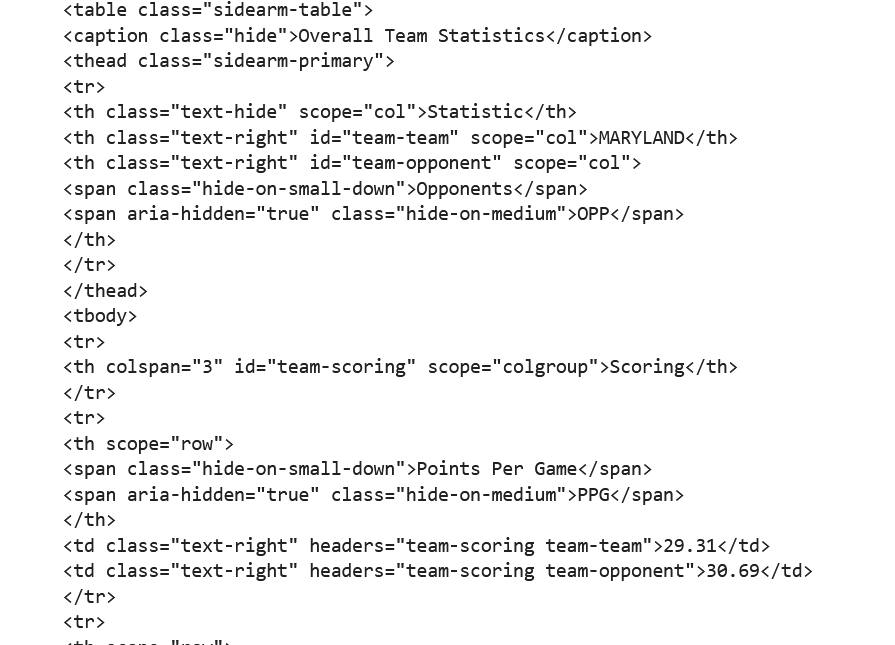 <table class="sidearm-table">
<caption class="hide">Overall Team Statistics</caption>
<thead class="sidearm-primary">
<tr>
<th class="text-hide" scope="col">Statistic</th>
<th class="text-right" id="team-team" scope="col">MARYLAND</th>
<th class="text-right" id="team-opponent" scope="col">
<span class="hide-on-small-down">Opponents</span>
<span aria-hidden="true" class="hide-on-medium">OPP</span>
</th>
</tr>
</thead>
<tbody>
<tr>
<th colspan="3" id="team-scoring" scope="colgroup">Scoring</th>
</tr>
<tr>
<th scope="row">
<span class="hide-on-small-down">Points Per Game</span>
<span aria-hidden="true" class="hide-on-medium">PPG</span>
</th>
<td class="text-right" headers="team-scoring team-team">29.31</td>
<td class="text-right" headers="team-scoring team-opponent">30.69</td>
</tr>
<tr>